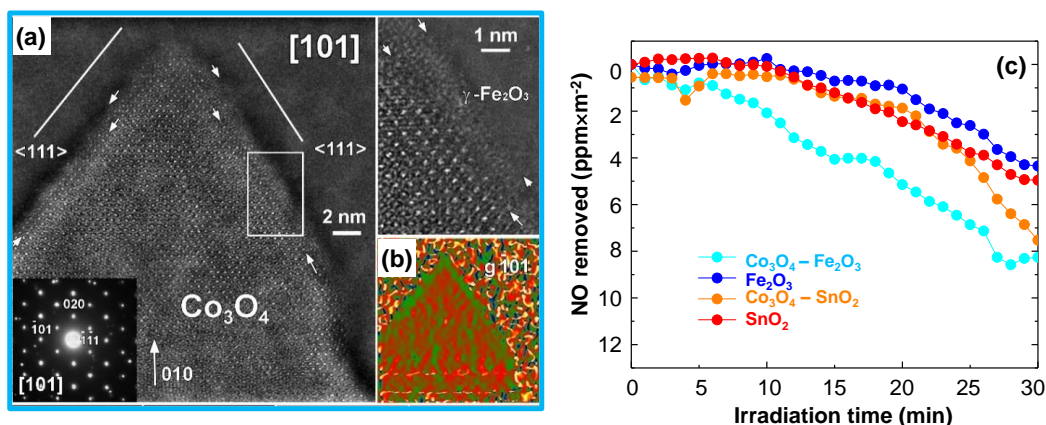 (a)
[101]
<111>
<111>
2 nm
Co₃O₄
010
020
101
111
[101]
1 nm
γ-Fe₂O₃
(b)
g 101
(c)
NO removed (ppm×m⁻²)
0
2
4
6
8
10
12
Co₃O₄ – Fe₂O₃
Fe₂O₃
Co₃O₄ – SnO₂
SnO₂
0 5 10 15 20 25 30
Irradiation time (min)